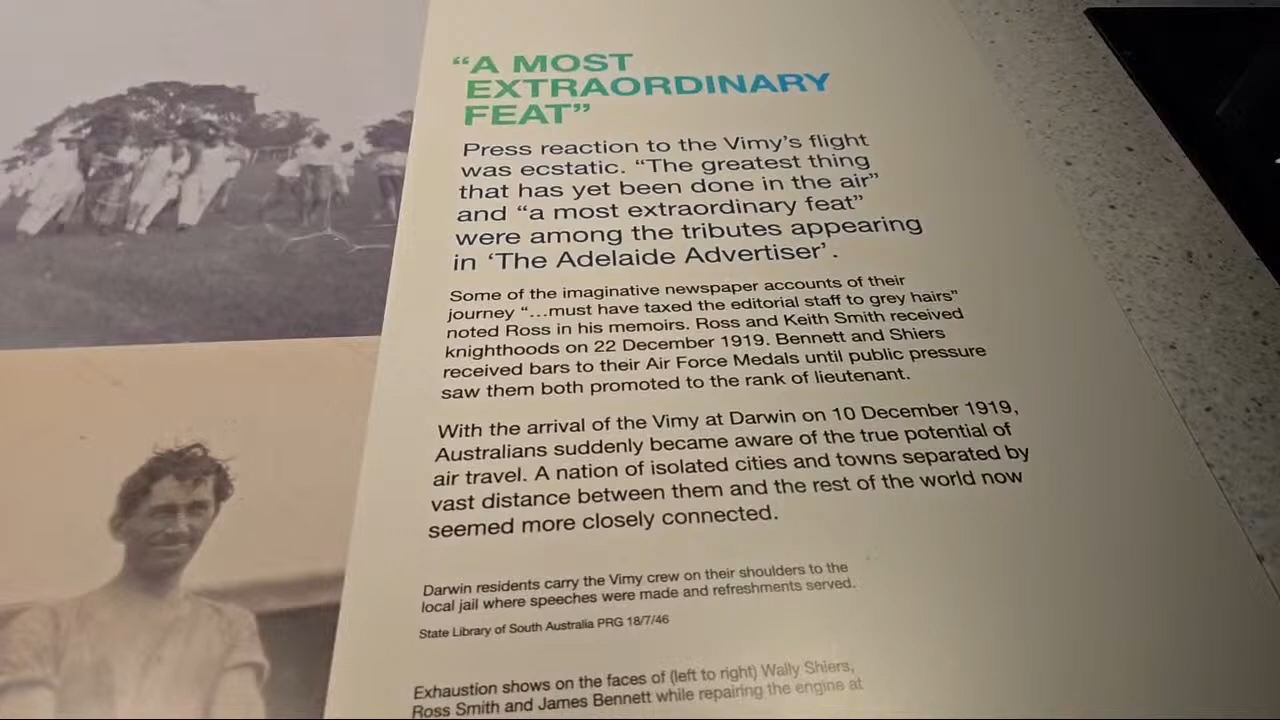 “A MOST
EXTRAORDINARY
FEAT”
Press reaction to the Vimy’s flight
was ecstatic. “The greatest thing
that has yet been done in the air”
and “a most extraordinary feat”
were among the tributes appearing
in ‘The Adelaide Advertiser’.
Some of the imaginative newspaper accounts of their
journey “...must have taxed the editorial staff to grey hairs”
noted Ross in his memoirs. Ross and Keith Smith received
knighthoods on 22 December 1919. Bennett and Shiers
received bars to their Air Force Medals until public pressure
saw them both promoted to the rank of lieutenant.
With the arrival of the Vimy at Darwin on 10 December 1919,
Australians suddenly became aware of the true potential of
air travel. A nation of isolated cities and towns separated by
vast distance between them and the rest of the world now
seemed more closely connected.
Darwin residents carry the Vimy crew on their shoulders to the
local jail where speeches were made and refreshments served.
State Library of South Australia PRG 18/7/46
Exhaustion shows on the faces of (left to right) Wally Shiers,
Ross Smith and James Bennett while repairing the engine at